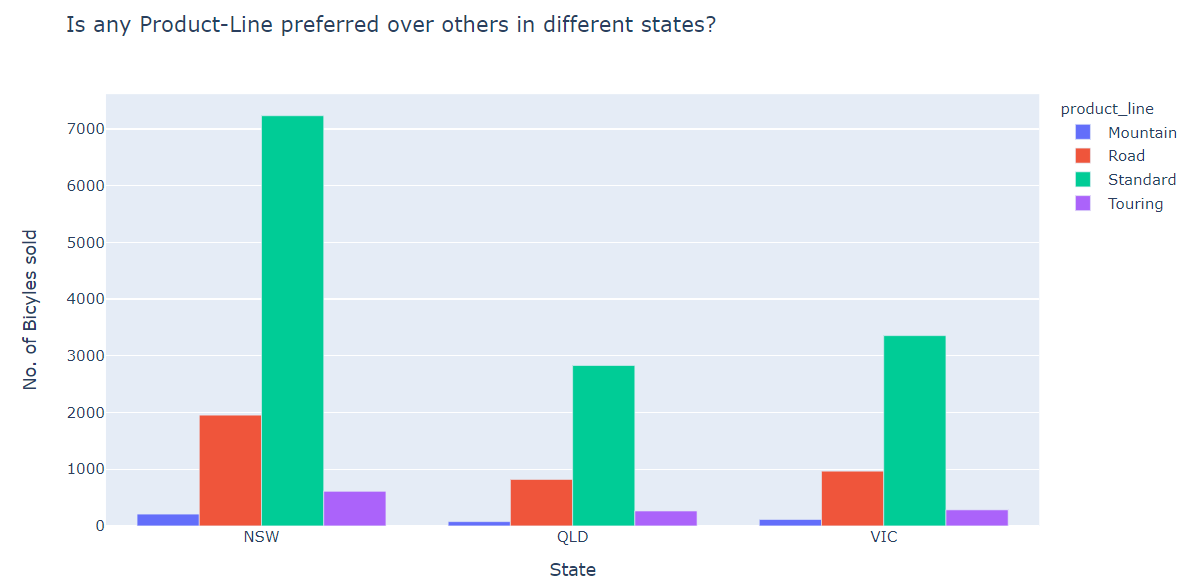 Is any Product-Line preferred over others in different states?
product_line
Mountain
Road
Standard
Touring
No. of Bicyles sold
7000
6000
5000
4000
3000
2000
1000
0
NSW
QLD
VIC
State